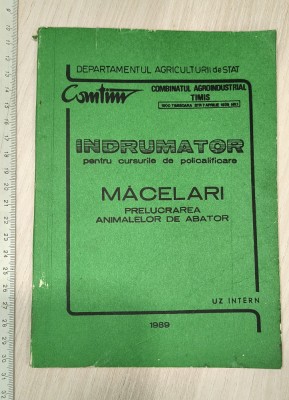 DEPARTAMENTUL AGRICULTURII de STAT
Comtim
COMBINATUL AGROINDUSTRIAL
TIMIS
INDRUMATOR
pentru cursurile de policalificare
MĂCELARI
PRELUCRAREA
ANIMALELOR DE ABATOR
UZ INTERN
1989